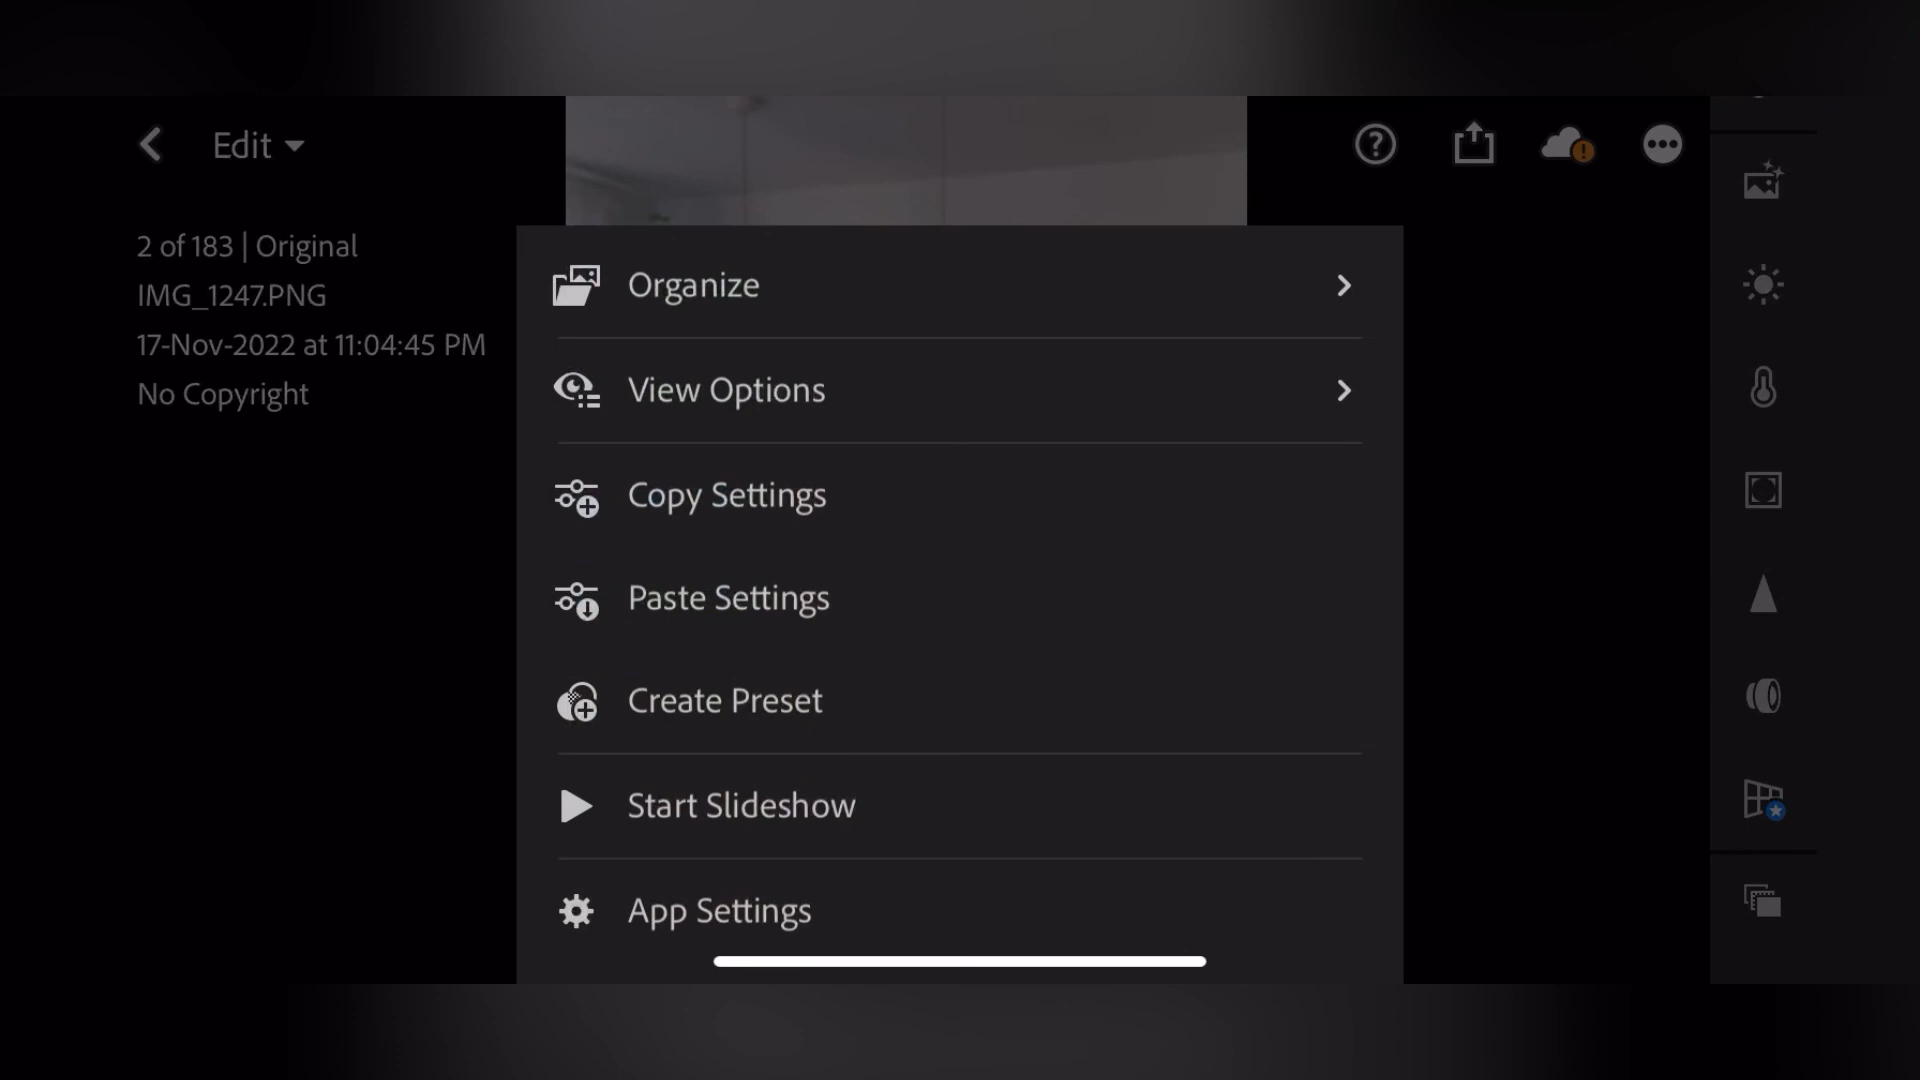 Edit
2 of 183 | Original
IMG_1247.PNG
17-Nov-2022 at 11:04:45 PM
No Copyright
Organize
View Options
Copy Settings
Paste Settings
Create Preset
Start Slideshow
App Settings